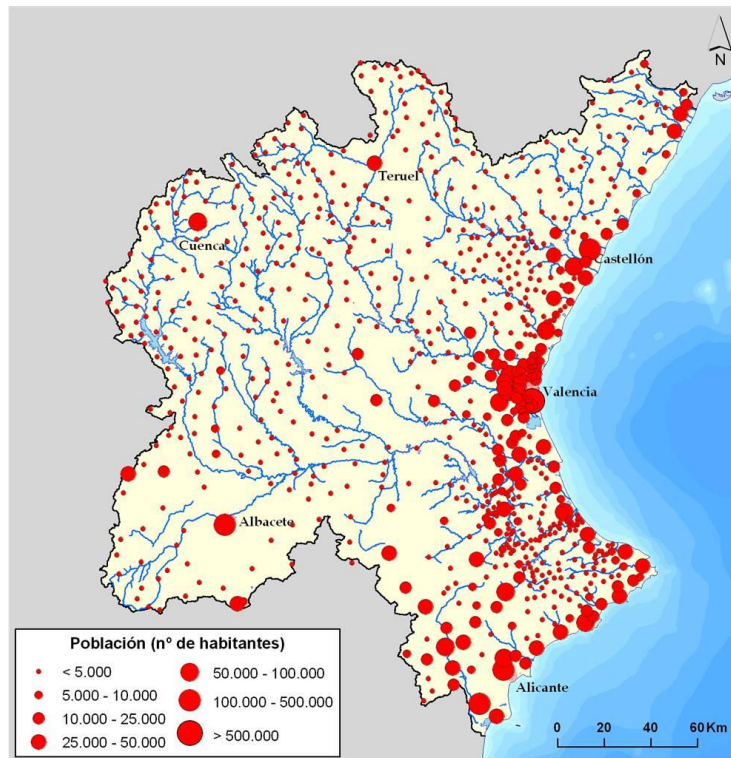 N
Teruel
Cuenca
Castellón
Valencia
Albacete
Alicante
Población (nº de habitantes)
< 5.000
5.000 - 10.000
10.000 - 25.000
25.000 - 50.000
50.000 - 100.000
100.000 - 500.000
> 500.000
0 20 40 60 Km